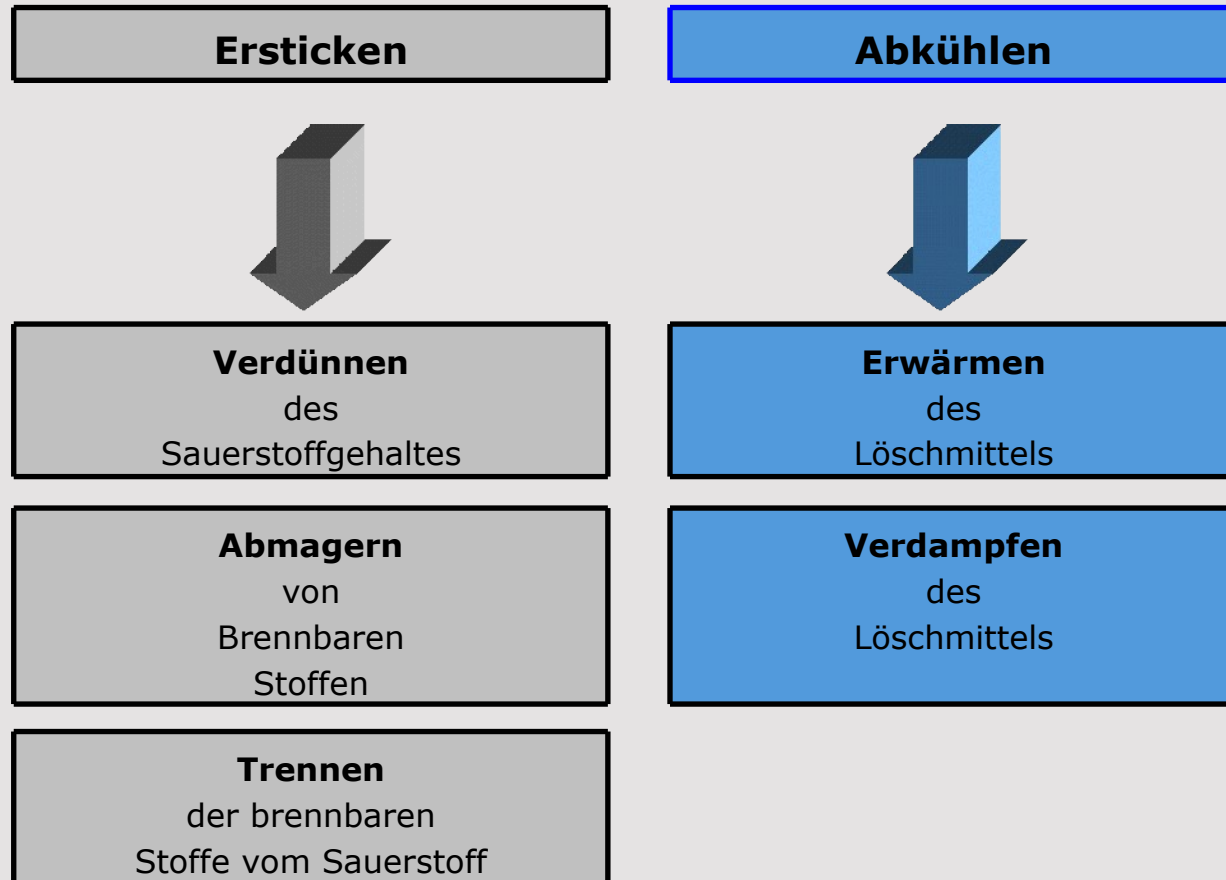 Ersticken
Verdünnen
des
Sauerstoffgehaltes
Abmagern
von
Brennbaren
Stoffen
Trennen
der brennbaren
Stoffe vom Sauerstoff
Abkühlen
Erwärmen
des
Löschmittels
Verdampfen
des
Löschmittels